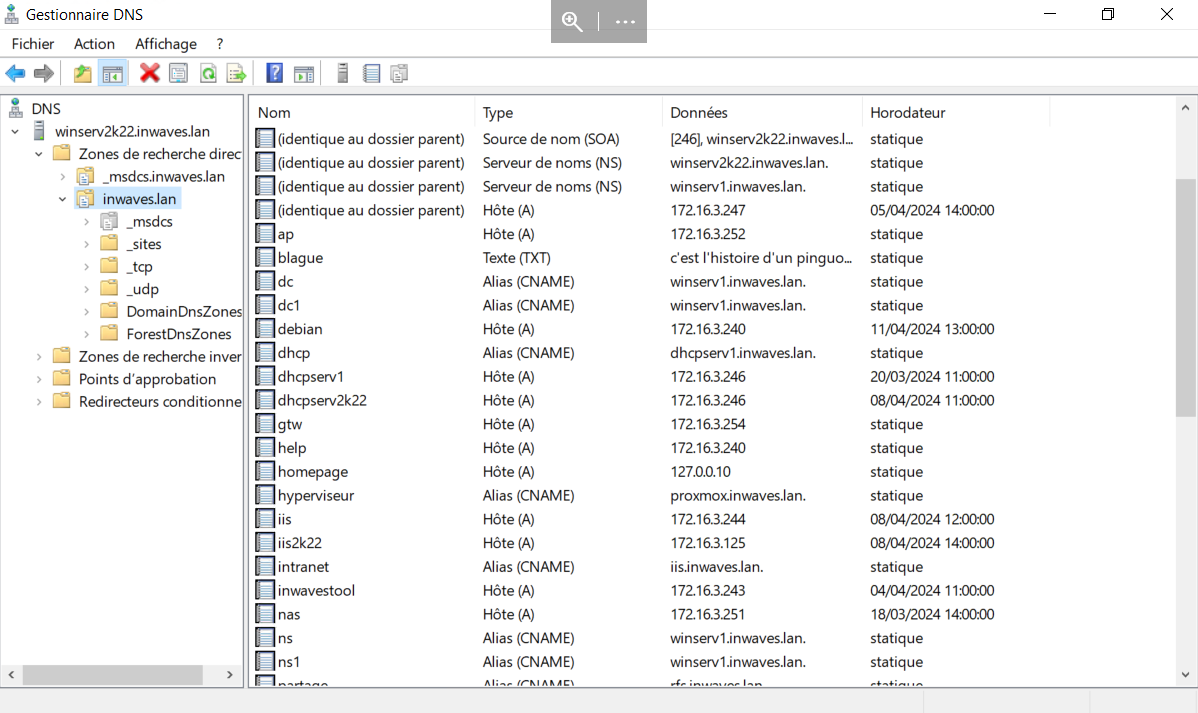 Gestionnaire DNS
Fichier Action Affichage ?
DNS
winserv2k22.inwaves.lan
Zones de recherche direc
_msdcs.inwaves.lan
inwaves.lan
_msdcs
_sites
_tcp
_udp
DomainDnsZones
ForestDnsZones
Zones de recherche inver
Points d'approbation
Redirecteurs conditionne
Nom Type Données Horodateur
(identique au dossier parent) Source de nom (SOA) [246], winserv2k22.inwaves.l... statique
(identique au dossier parent) Serveur de noms (NS) winserv2k22.inwaves.lan. statique
(identique au dossier parent) Serveur de noms (NS) winserv1.inwaves.lan. statique
(identique au dossier parent) Hôte (A) 172.16.3.247 05/04/2024 14:00:00
ap Hôte (A) 172.16.3.252 statique
blague Texte (TXT) c'est l'histoire d'un pinguo... statique
dc Alias (CNAME) winserv1.inwaves.lan. statique
dc1 Alias (CNAME) winserv1.inwaves.lan. statique
debian Hôte (A) 172.16.3.240 11/04/2024 13:00:00
dhcp Alias (CNAME) dhcpserv1.inwaves.lan. statique
dhcpserv1 Hôte (A) 172.16.3.246 20/03/2024 11:00:00
dhcpserv2k22 Hôte (A) 172.16.3.246 08/04/2024 11:00:00
gtw Hôte (A) 172.16.3.254 statique
help Hôte (A) 172.16.3.240 statique
homepage Hôte (A) 127.0.0.10 statique
hyperviseur Alias (CNAME) proxmox.inwaves.lan. statique
iis Hôte (A) 172.16.3.244 08/04/2024 12:00:00
iis2k22 Hôte (A) 172.16.3.125 08/04/2024 14:00:00
intranet Alias (CNAME) iis.inwaves.lan. statique
inwavestool Hôte (A) 172.16.3.243 04/04/2024 11:00:00
nas Hôte (A) 172.16.3.251 18/03/2024 14:00:00
ns Alias (CNAME) winserv1.inwaves.lan. statique
ns1 Alias (CNAME) winserv1.inwaves.lan. statique
partage Alias (CNAME) rfs.inwaves.lan. statique